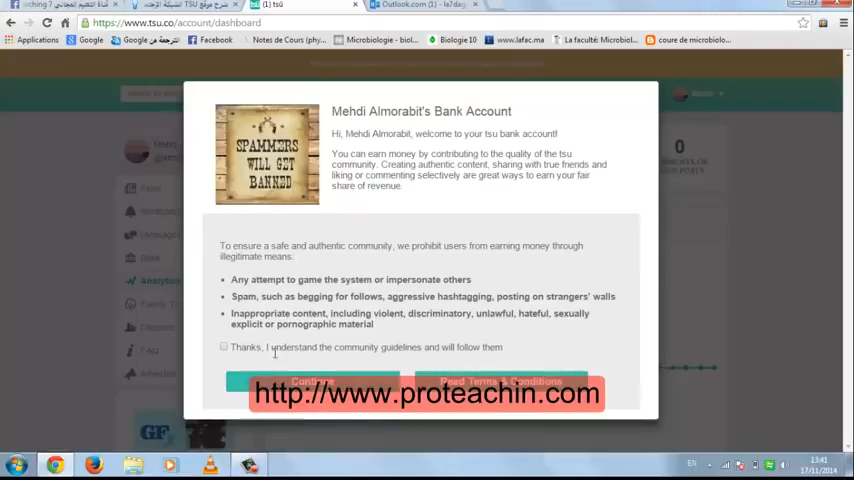 (1) tsū
Outlook.com (1) - la7dag
https://www.tsu.co/account/dashboard
Applications
Google
الترجمة من Google
Facebook
Notes de Cours (phy...
Microbiologie - biol...
Biologie 10
www.lafac.ma
La faculté: Microbiol...
coure de microbiolo...
Mehdi Almorabit's Bank Account
Hi, Mehdi Almorabit, welcome to your tsu bank account!
You can earn money by contributing to the quality of the tsu
community. Creating authentic content, sharing with true friends and
liking or commenting selectively are great ways to earn your fair
share of revenue.
SPAMMERS
WILL GET
BANNED
0
Analytics
FAQ
GF
To ensure a safe and authentic community, we prohibit users from earning money through
illegitimate means:
Any attempt to game the system or impersonate others
Spam, such as begging for follows, aggressive hashtagging, posting on strangers' walls
Inappropriate content, including violent, discriminatory, unlawful, hateful, sexually
explicit or pornographic material
Thanks, I understand the community guidelines and will follow them
Continue
Read Terms & Conditions
http://www.proteachin.com
EN
13:41
17/11/2014